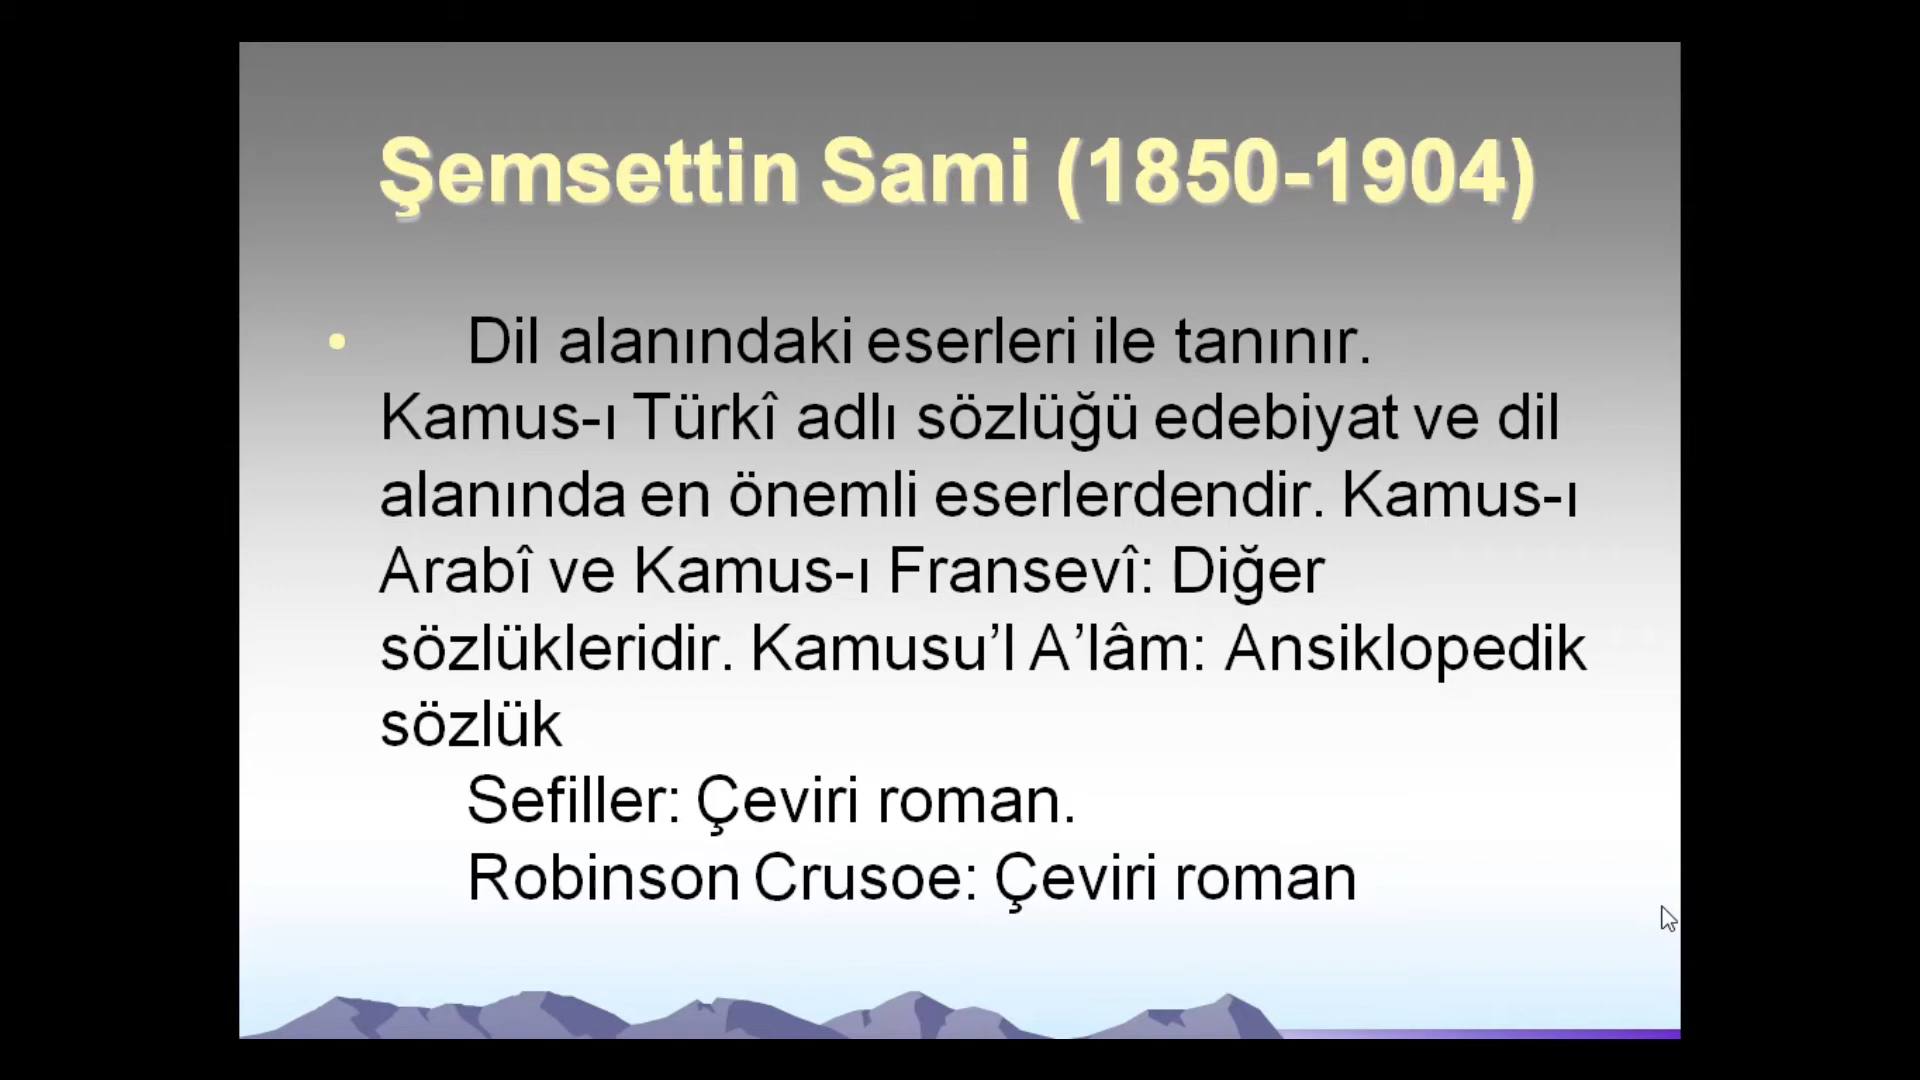 Şemsettin Sami (1850-1904)
• Dil alanındaki eserleri ile tanınır.
Kamus-ı Türkî adlı sözlüğü edebiyat ve dil
alanında en önemli eserlerdendir. Kamus-ı
Arabî ve Kamus-ı Fransevî: Diğer
sözlükleridir. Kamusu’l A’lâm: Ansiklopedik
sözlük
Sefiller: Çeviri roman.
Robinson Crusoe: Çeviri roman